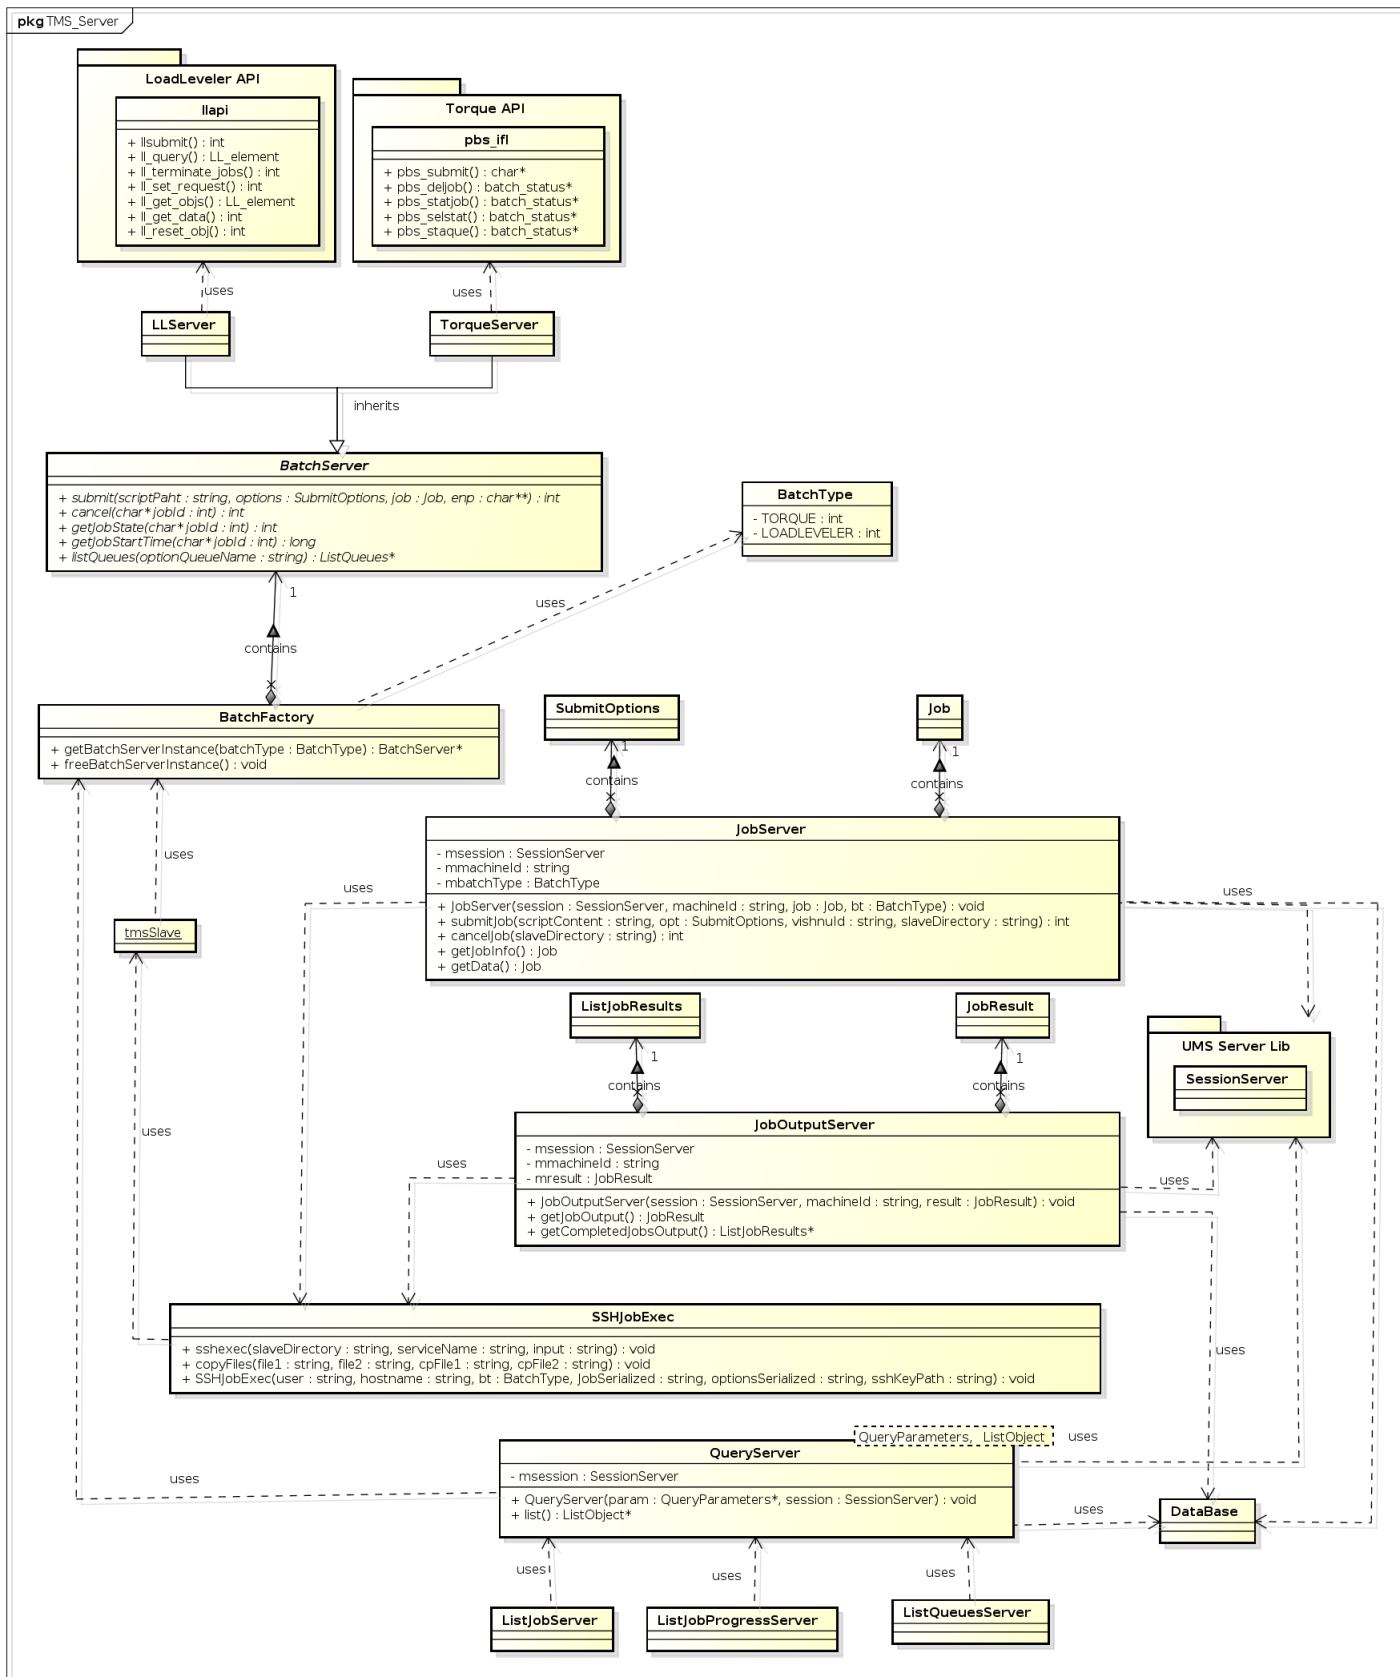 pkg TMS_Server
LoadLeveler API
llapi
+ llsubmit() : int
+ ll_query() : LL_element
+ ll_terminate_jobs() : int
+ ll_set_request() : int
+ ll_get_objs() : LL_element
+ ll_get_data() : int
+ ll_reset_obj() : int
Torque API
pbs_ifl
+ pbs_submit() : char*
+ pbs_deljob() : batch_status*
+ pbs_statjob() : batch_status*
+ pbs_selstat() : batch_status*
+ pbs_staque() : batch_status*
uses
uses
LLServer
TorqueServer
inherits
BatchServer
+ submit(scriptPaht : string, options : SubmitOptions, job : Job, enp : char**) : int
+ cancel(char* jobId : int) : int
+ getJobState(char* jobId : int) : int
+ getJobStartTime(char* jobId : int) : long
+ listQueues(optionQueueName : string) : ListQueues*
BatchType
- TORQUE : int
- LOADLEVELER : int
1
uses
contains
BatchFactory
+ getBatchServerInstance(batchType : BatchType) : BatchServer*
+ freeBatchServerInstance() : void
SubmitOptions
Job
1
1
contains
contains
JobServer
- msession : SessionServer
- mmachineId : string
- mbatchType : BatchType
+ JobServer(session : SessionServer, machineId : string, job : Job, bt : BatchType) : void
+ submitJob(scriptContent : string, opt : SubmitOptions, vishnuId : string, slaveDirectory : string) : int
+ cancelJob(slaveDirectory : string) : int
+ getJobInfo() : Job
+ getData() : Job
uses
uses
uses
tmsSlave
ListJobResults
JobResult
1
1
contains
contains
UMS Server Lib
SessionServer
JobOutputServer
- msession : SessionServer
- mmachineId : string
- mresult : JobResult
+ JobOutputServer(session : SessionServer, machineId : string, result : JobResult) : void
+ getJobOutput() : JobResult
+ getCompletedJobsOutput() : ListJobResults*
uses
uses
uses
SSHJobExec
+ sshexec(slaveDirectory : string, serviceName : string, input : string) : void
+ copyFiles(file1 : string, file2 : string, cpFile1 : string, cpFile2 : string) : void
+ SSHJobExec(user : string, hostname : string, bt : BatchType, JobSerialized : string, optionsSerialized : string, sshKeyPath : string) : void
uses
QueryParameters, ListObject
uses
QueryServer
- msession : SessionServer
+ QueryServer(param : QueryParameters*, session : SessionServer) : void
+ list() : ListObject*
uses
uses
DataBase
uses
uses
uses
ListJobServer
ListJobProgressServer
ListQueuesServer